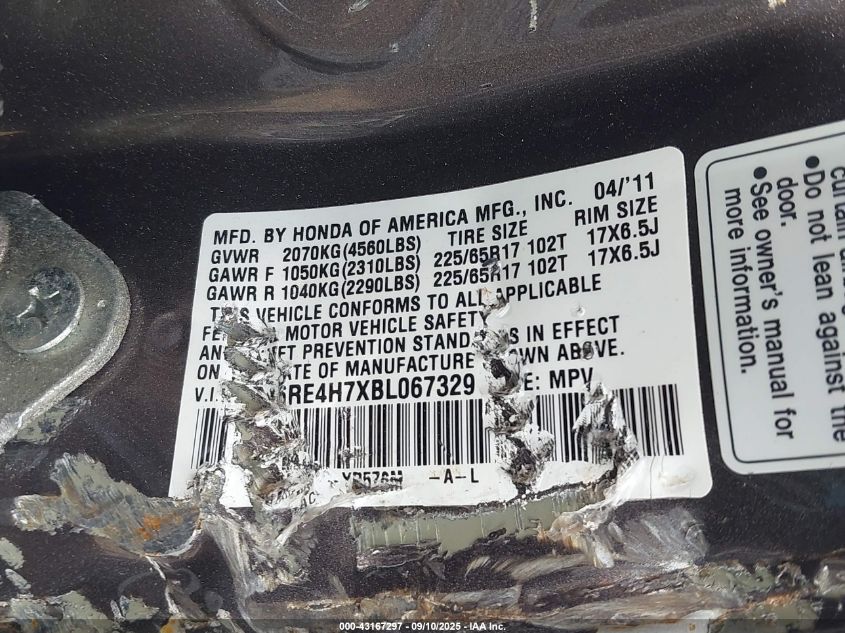 MFD. BY HONDA OF AMERICA MFG., INC. 04/'11
GVWR 2070KG(4560LBS) TIRE SIZE RIM SIZE
GAWR F 1050KG(2310LBS) 225/65R17 102T 17X6.5J
GAWR R 1040KG(2290LBS) 225/65R17 102T 17X6.5J
THIS VEHICLE CONFORMS TO ALL APPLICABLE
MOTOR VEHICLE SAFETY
PREVENTION IN EFFECT
DATE OF MANUFACTURE ABOVE.
V.I. RE4H7XBL067329 E: MPV
-A-L
Do not lean against the
door.
See owner's manual for
more information.
000-43167297 - 09/10/2025 - IAA Inc.